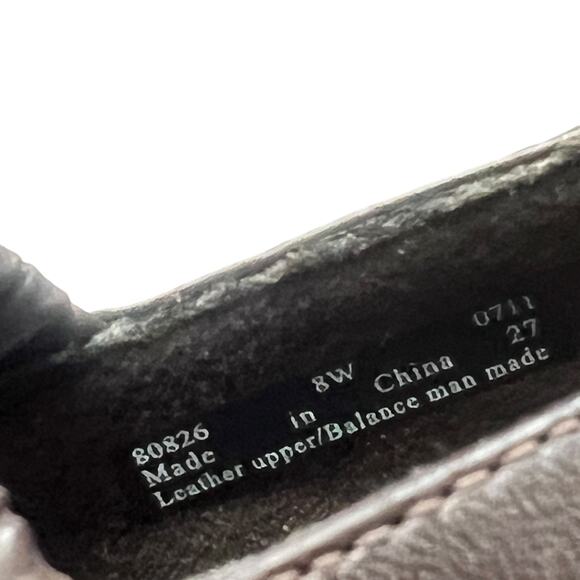 80826 8W 0711
Made in China 27
Leather upper/Balance man made